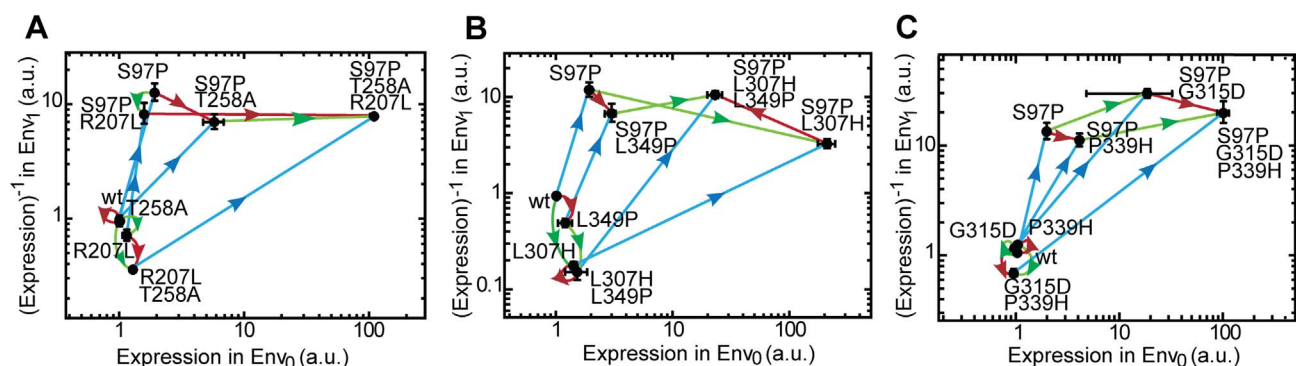 A
(Expression)⁻¹ in Env₁ (a.u.)
10
1
S97P
S97P
R207L
S97P
T258A
S97P
T258A
R207L
wt
T258A
R207L
R207L
T258A
1
10
100
Expression in Env₀ (a.u.)
B
(Expression)⁻¹ in Env₁ (a.u.)
10
1
0.1
S97P
S97P
L307H
L349P
S97P
L307H
S97P
L349P
wt
L349P
L307H
L307H
L349P
1
10
100
Expression in Env₀ (a.u.)
C
(Expression)⁻¹ in Env₁ (a.u.)
10
1
S97P
G315D
S97P
S97P
P339H
S97P
G315D
P339H
G315D
P339H
wt
G315D
P339H
1
10
100
Expression in Env₀ (a.u.)